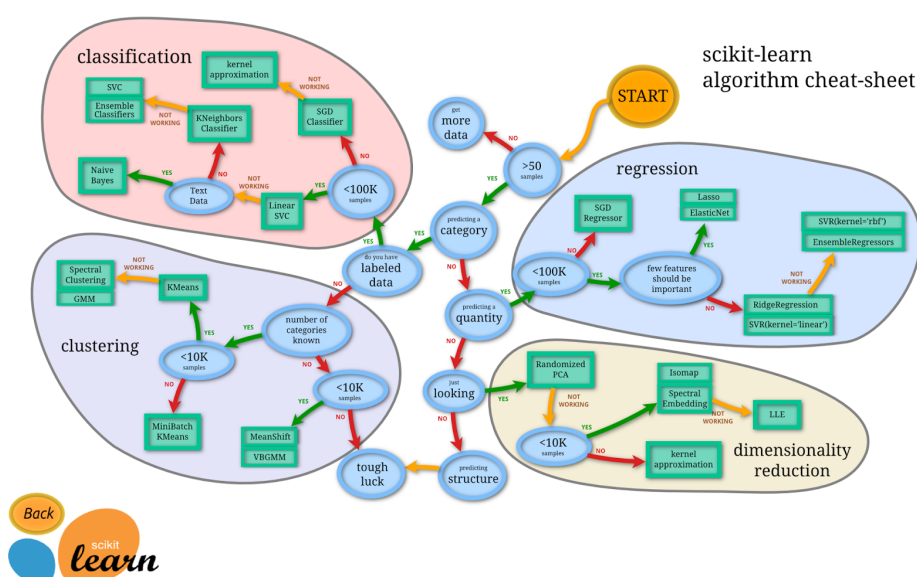 scikit-learn
algorithm cheat-sheet
START
get
more
data
NO
>50
samples
YES
classification
kernel
approximation
NOT
WORKING
SVC
Ensemble
Classifiers
NOT
WORKING
KNeighbors
Classifier
SGD
Classifier
NO
Naive
Bayes
YES
Text
Data
NO
NOT
WORKING
Linear
SVC
YES
<100K
samples
YES
predicting a
category
YES
do you have
labeled
data
NO
NO
regression
SGD
Regressor
Lasso
ElasticNet
YES
SVR(kernel='rbf')
EnsembleRegressors
NOT
WORKING
<100K
samples
NO
YES
few features
should be
important
NO
RidgeRegression
SVR(kernel='linear')
predicting a
quantity
YES
NO
clustering
Spectral
Clustering
GMM
NOT
WORKING
KMeans
YES
number of
categories
known
YES
NO
<10K
samples
NO
MiniBatch
KMeans
<10K
samples
YES
NO
MeanShift
VBGMM
tough
luck
just
looking
YES
NO
predicting
structure
dimensionality
reduction
Randomized
PCA
NOT
WORKING
<10K
samples
YES
NO
Isomap
Spectral
Embedding
NOT
WORKING
LLE
kernel
approximation
Back
scikit
learn